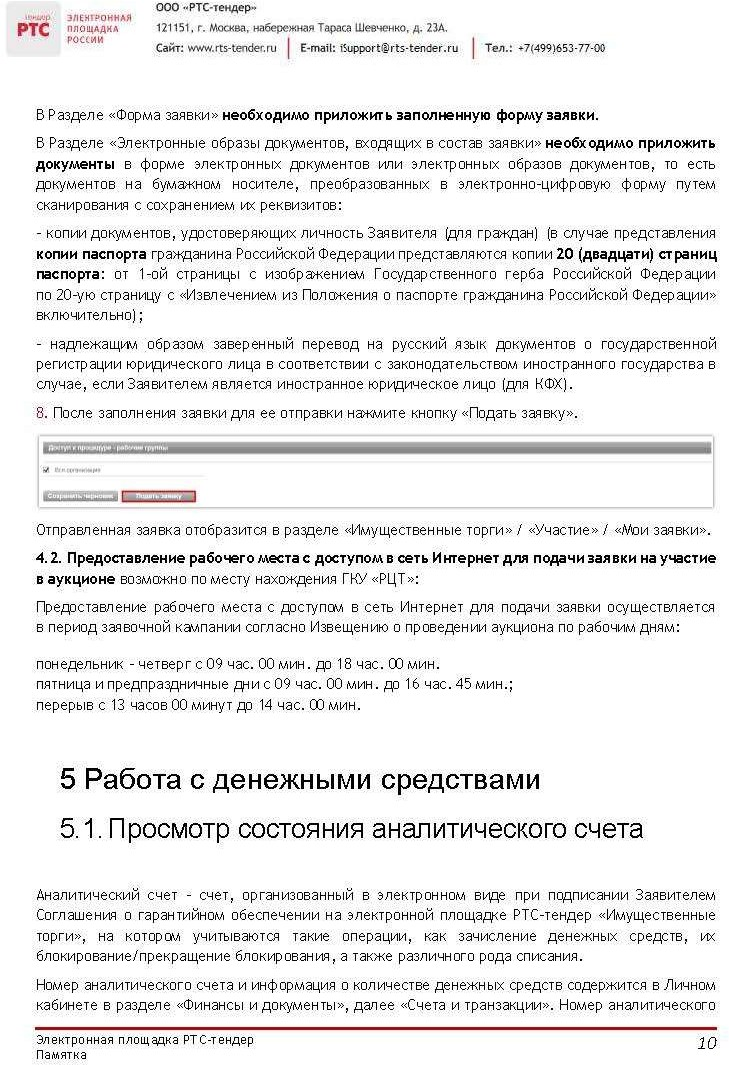 тендер
РТС
ЭЛЕКТРОННАЯ
ПЛОЩАДКА
РОССИИ
ООО «РТС-тендер»
121151, г. Москва, набережная Тараса Шевченко, д. 23А.
Сайт: www.rts-tender.ru | E-mail: iSupport@rts-tender.ru | Тел.: +7(499)653-77-00
В Разделе «Форма заявки» необходимо приложить заполненную форму заявки.
В Разделе «Электронные образы документов, входящих в состав заявки» необходимо приложить
документы в форме электронных документов или электронных образов документов, то есть
документов на бумажном носителе, преобразованных в электронно-цифровую форму путем
сканирования с сохранением их реквизитов:
- копии документов, удостоверяющих личность Заявителя (для граждан) (в случае представления
копии паспорта гражданина Российской Федерации представляются копии 20 (двадцати) страниц
паспорта: от 1-ой страницы с изображением Государственного герба Российской Федерации
по 20-ую страницу с «Извлечением из Положения о паспорте гражданина Российской Федерации»
включительно);
- надлежащим образом заверенный перевод на русский язык документов о государственной
регистрации юридического лица в соответствии с законодательством иностранного государства в
случае, если Заявителем является иностранное юридическое лицо (для КФХ).
8. После заполнения заявки для ее отправки нажмите кнопку «Подать заявку».
Доступ к процедуре - рабочие группы
Вся организация
Сохранить черновик Подать заявку
Отправленная заявка отобразится в разделе «Имущественные торги» / «Участие» / «Мои заявки».
4.2. Предоставление рабочего места с доступом в сеть Интернет для подачи заявки на участие
в аукционе возможно по месту нахождения ГКУ «РЦТ»:
Предоставление рабочего места с доступом в сеть Интернет для подачи заявки осуществляется
в период заявочной кампании согласно Извещению о проведении аукциона по рабочим дням:
понедельник - четверг с 09 час. 00 мин. до 18 час. 00 мин.
пятница и предпраздничные дни с 09 час. 00 мин. до 16 час. 45 мин.;
перерыв с 13 часов 00 минут до 14 час. 00 мин.
5 Работа с денежными средствами
5.1. Просмотр состояния аналитического счета
Аналитический счет - счет, организованный в электронном виде при подписании Заявителем
Соглашения о гарантийном обеспечении на электронной площадке РТС-тендер «Имущественные
торги», на котором учитываются такие операции, как зачисление денежных средств, их
блокирование/прекращение блокирования, а также различного рода списания.
Номер аналитического счета и информация о количестве денежных средств содержится в Личном
кабинете в разделе «Финансы и документы», далее «Счета и транзакции». Номер аналитического
Электронная площадка РТС-тендер
Памятка
10